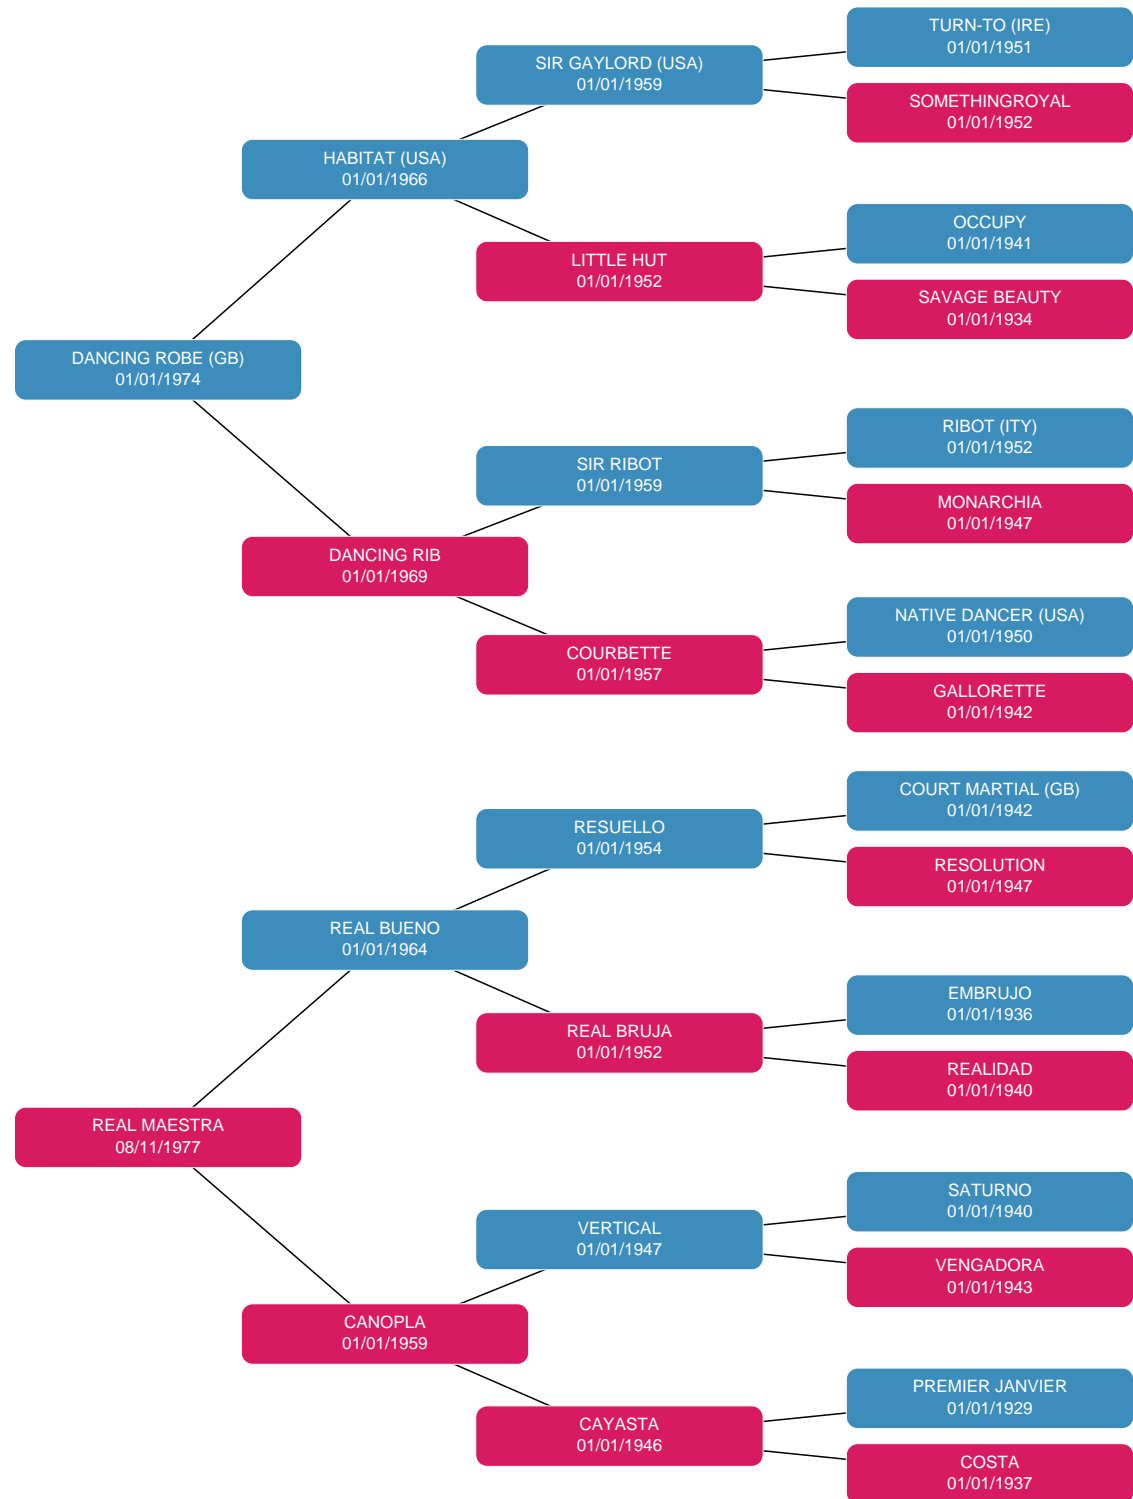 TURN-TO (IRE)
01/01/1951
SIR GAYLORD (USA)
01/01/1959
SOMETHINGROYAL
01/01/1952
HABITAT (USA)
01/01/1966
OCCUPY
01/01/1941
LITTLE HUT
01/01/1952
SAVAGE BEAUTY
01/01/1934
DANCING ROBE (GB)
01/01/1974
RIBOT (ITY)
01/01/1952
SIR RIBOT
01/01/1959
MONARCHIA
01/01/1947
DANCING RIB
01/01/1969
NATIVE DANCER (USA)
01/01/1950
COURBETTE
01/01/1957
GALLORETTE
01/01/1942
COURT MARTIAL (GB)
01/01/1942
RESUELLO
01/01/1954
RESOLUTION
01/01/1947
REAL BUENO
01/01/1964
EMBRUJO
01/01/1936
REAL BRUJA
01/01/1952
REALIDAD
01/01/1940
REAL MAESTRA
08/11/1977
SATURNO
01/01/1940
VERTICAL
01/01/1947
VENGADORA
01/01/1943
CANOPLA
01/01/1959
PREMIER JANVIER
01/01/1929
CAYASTA
01/01/1946
COSTA
01/01/1937